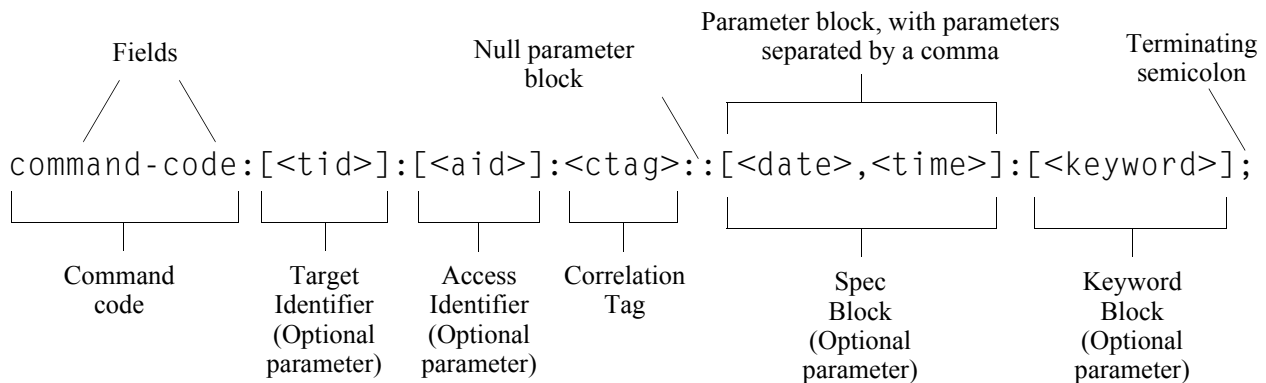 Fields
Null parameter
block
Parameter block, with parameters
separated by a comma
Terminating
semicolon
command-code:[<tid>]:[<aid>]:<ctag>::[<date>,<time>]:[<keyword>];
Command
code
Target
Identifier
(Optional
parameter)
Access
Identifier
(Optional
parameter)
Correlation
Tag
Spec
Block
(Optional
parameter)
Keyword
Block
(Optional
parameter)